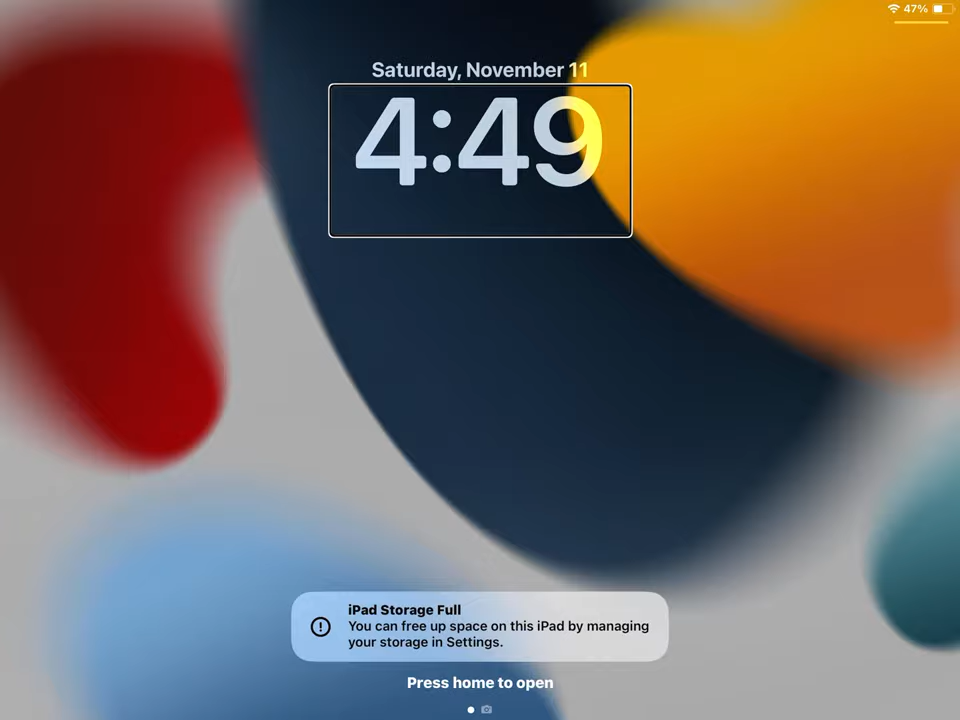 47%
Saturday, November 11
4:49
iPad Storage Full
You can free up space on this iPad by managing
your storage in Settings.
Press home to open